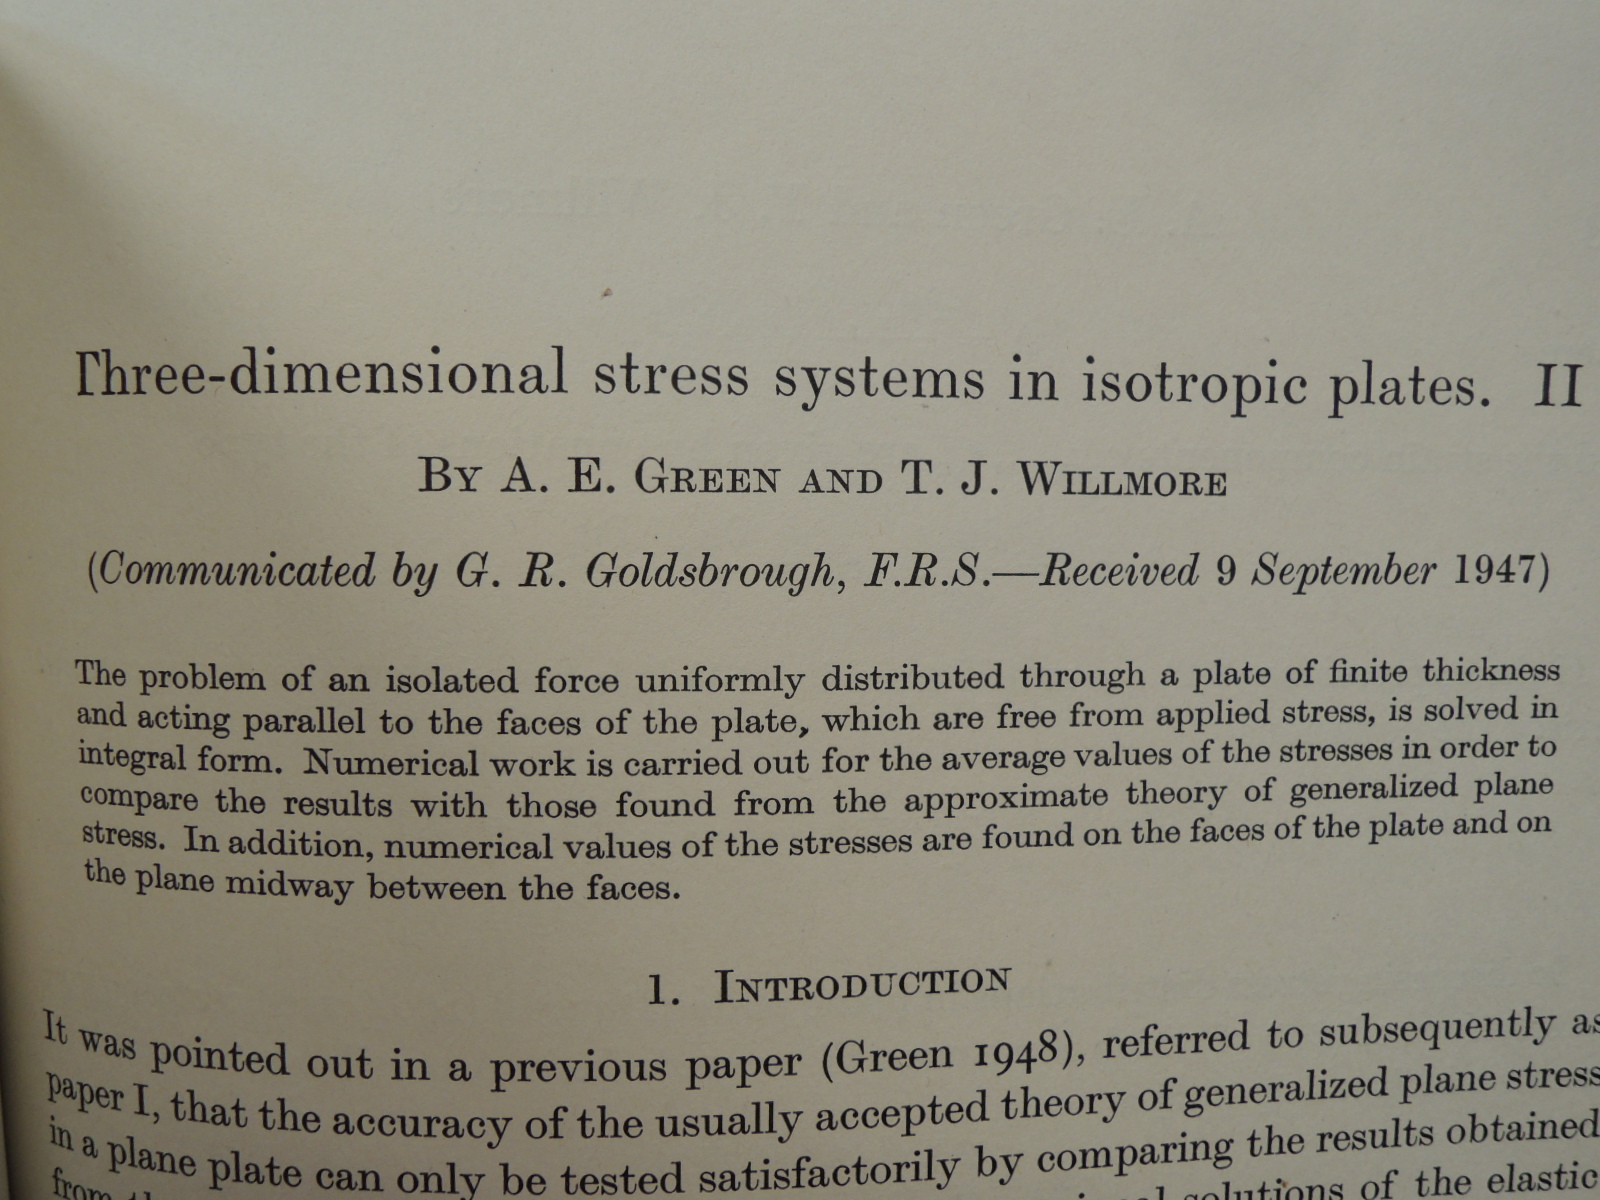 Three-dimensional stress systems in isotropic plates. II
By A. E. Green and T. J. Willmore
(Communicated by G. R. Goldsbrough, F.R.S.—Received 9 September 1947)
The problem of an isolated force uniformly distributed through a plate of finite thickness
and acting parallel to the faces of the plate, which are free from applied stress, is solved in
integral form. Numerical work is carried out for the average values of the stresses in order to
compare the results with those found from the approximate theory of generalized plane
stress. In addition, numerical values of the stresses are found on the faces of the plate and on
the plane midway between the faces.
1. Introduction
It was pointed out in a previous paper (Green 1948), referred to subsequently as
paper I, that the accuracy of the usually accepted theory of generalized plane stress
in a plane plate can only be tested satisfactorily by comparing the results obtained
from solutions of the elastic